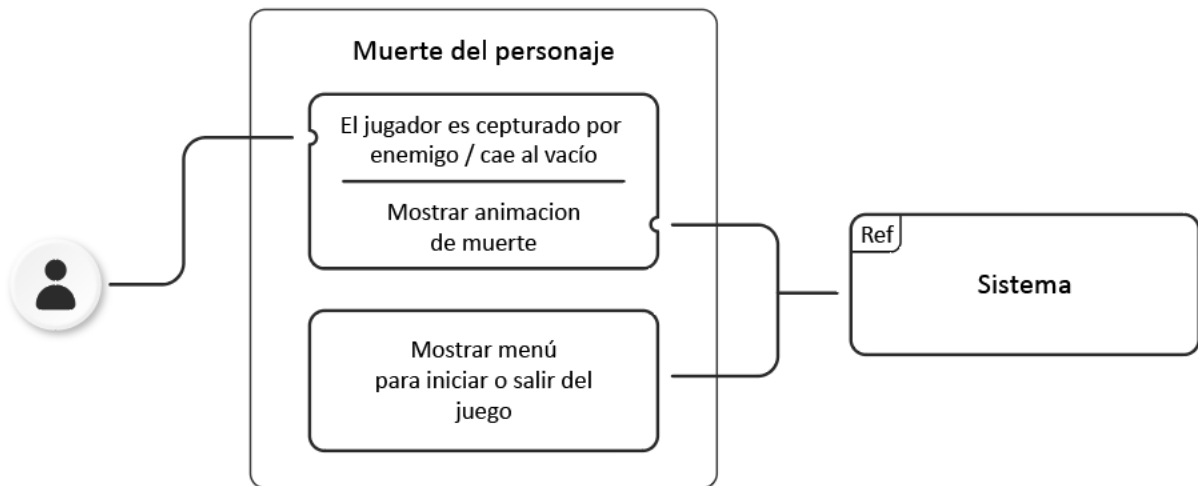 Muerte del personaje
El jugador es cepturado por
enemigo / cae al vacío
Mostrar animacion
de muerte
Ref
Sistema
Mostrar menú
para iniciar o salir del
juego